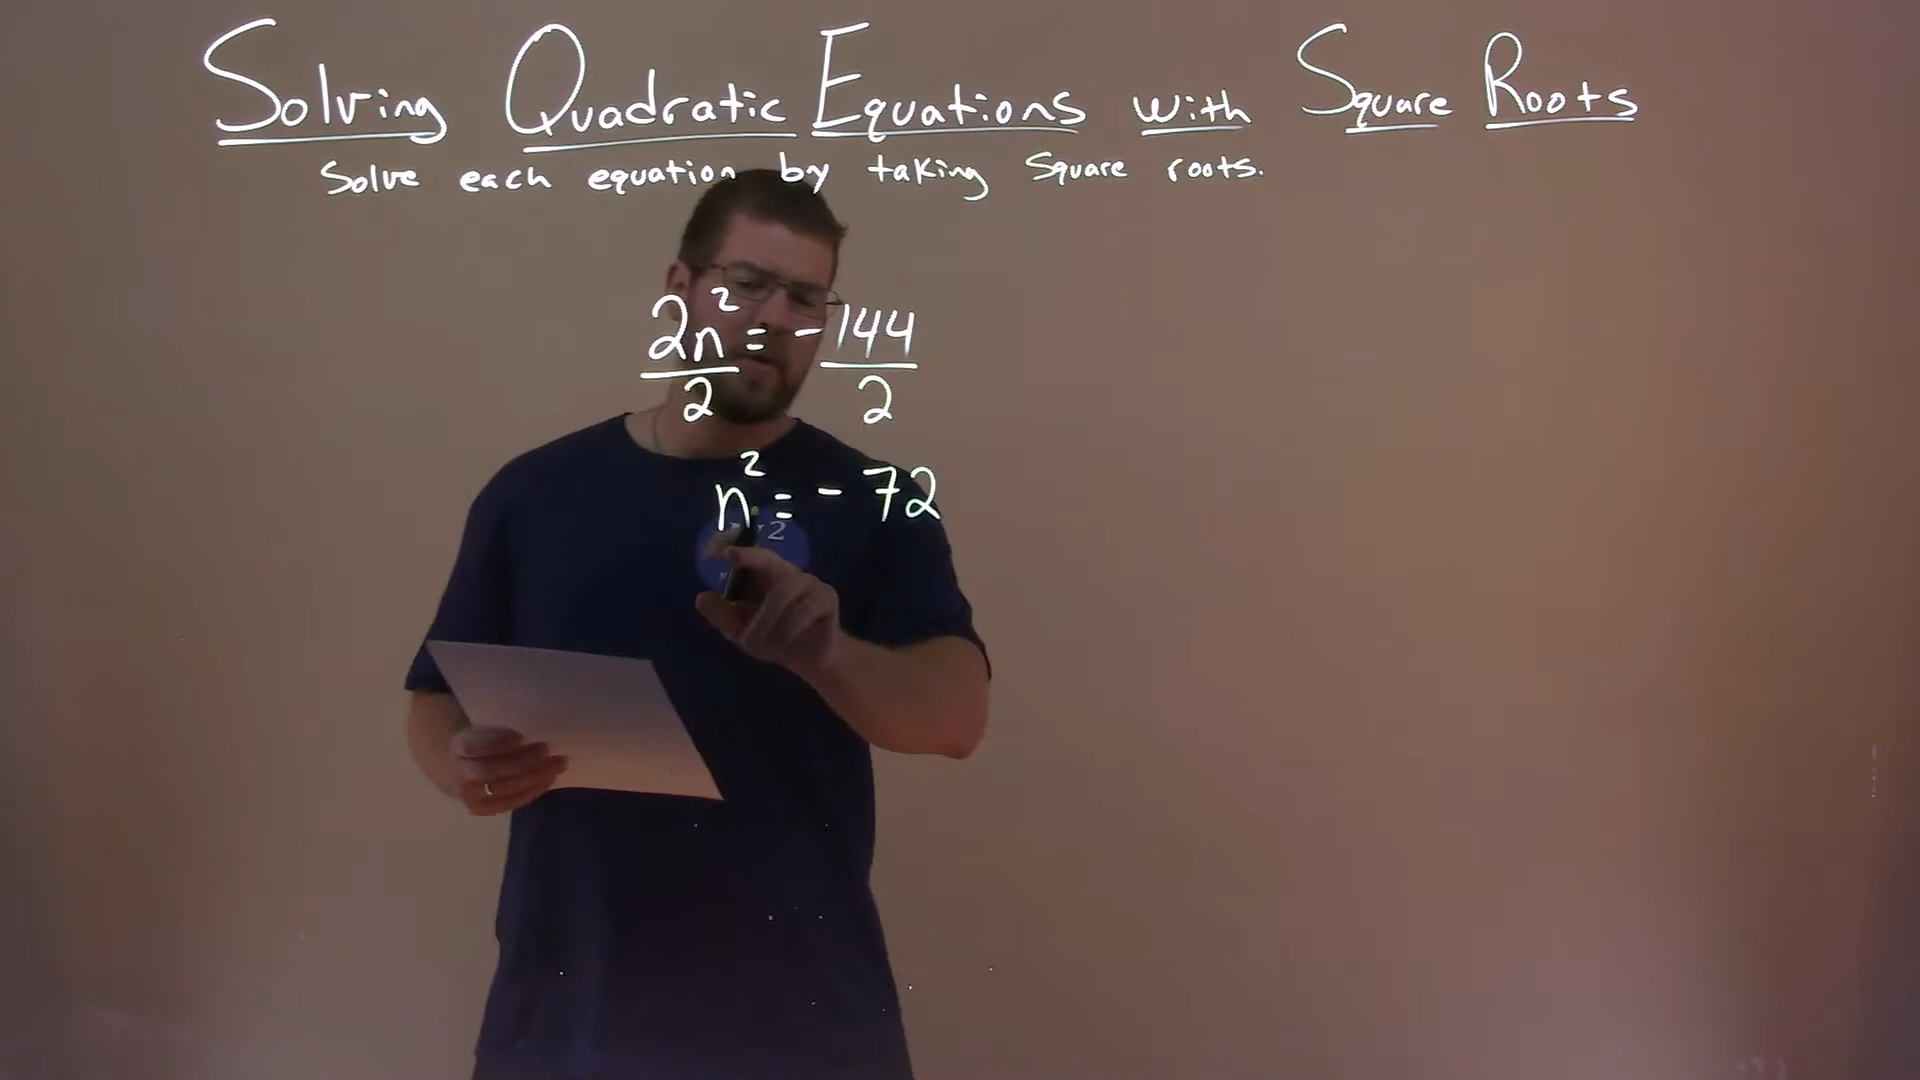 Solving Quadratic Equations with Square Roots
Solve each equation by taking Square roots.
2n² = -144
2 2
n² = - 72